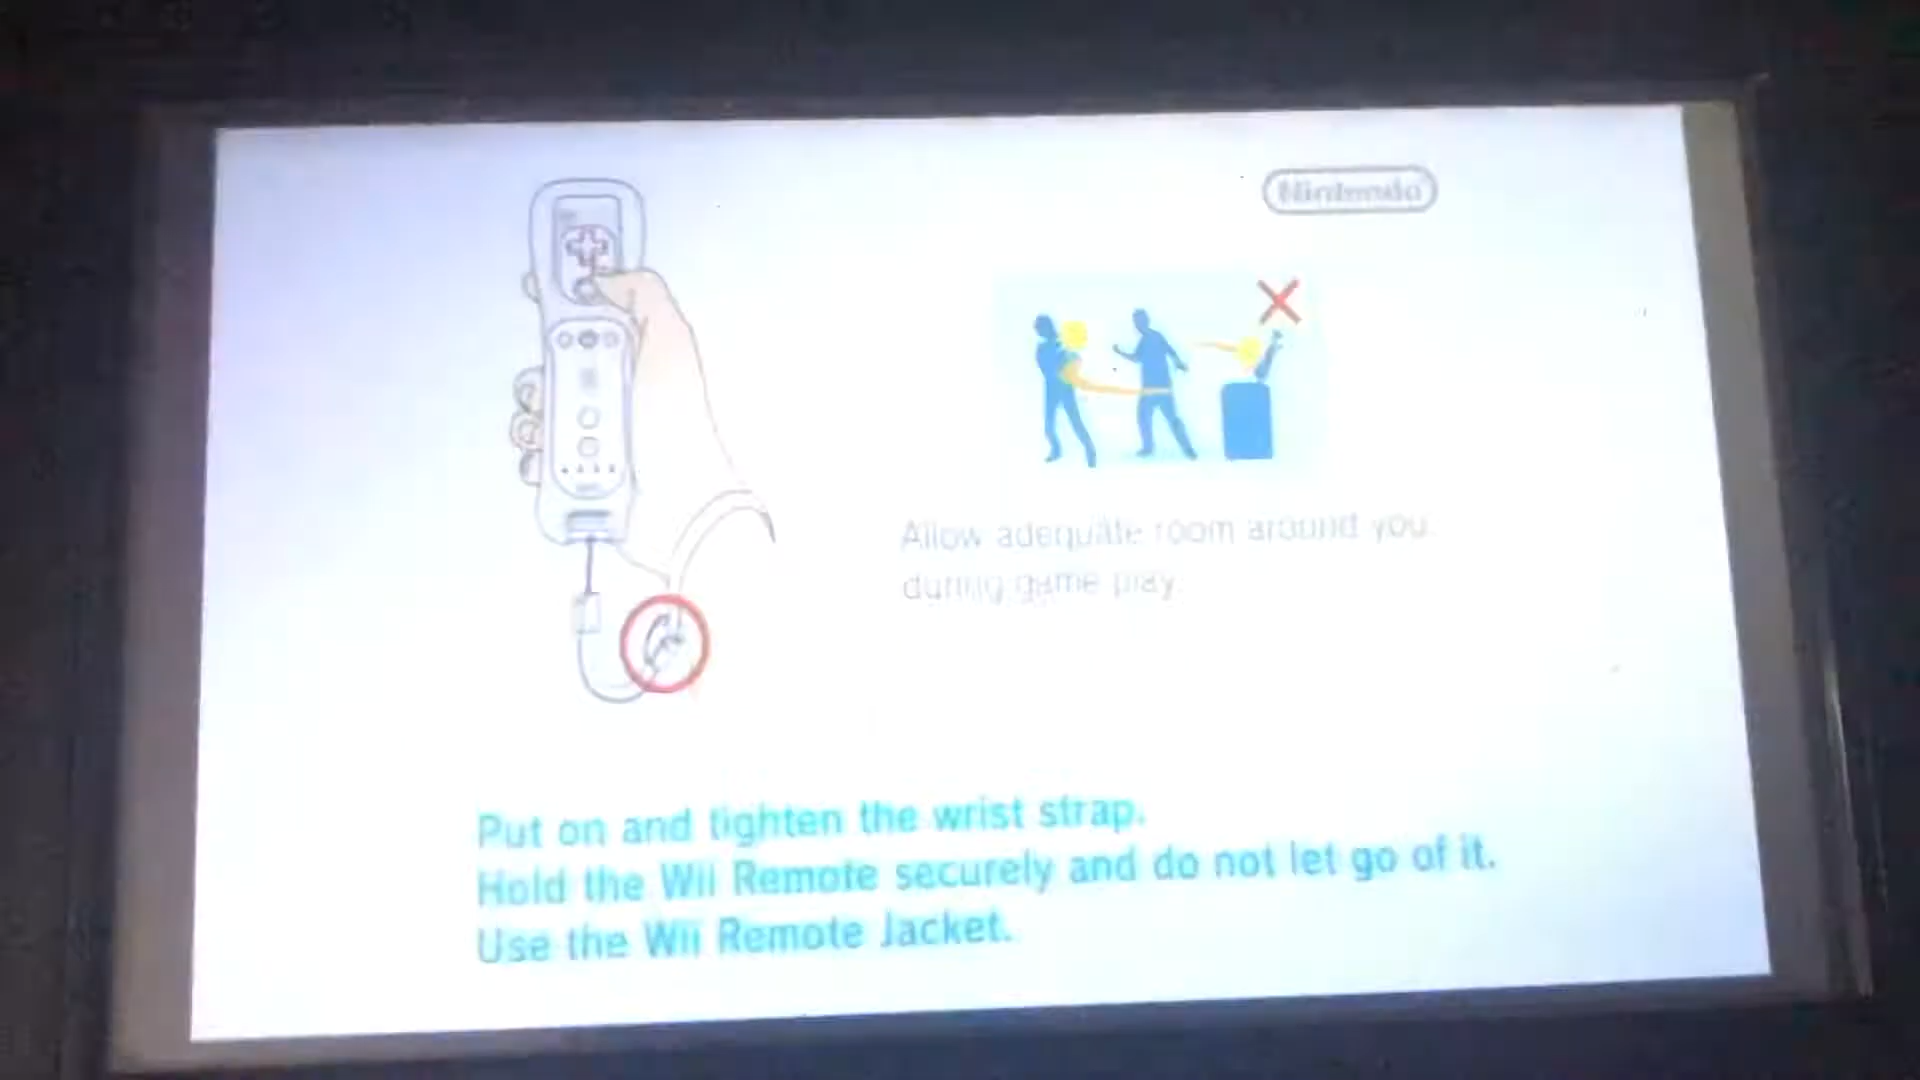 Nintendo
Allow adequate room around you
during game play.
Put on and tighten the wrist strap.
Hold the Wii Remote securely and do not let go of it.
Use the Wii Remote Jacket.